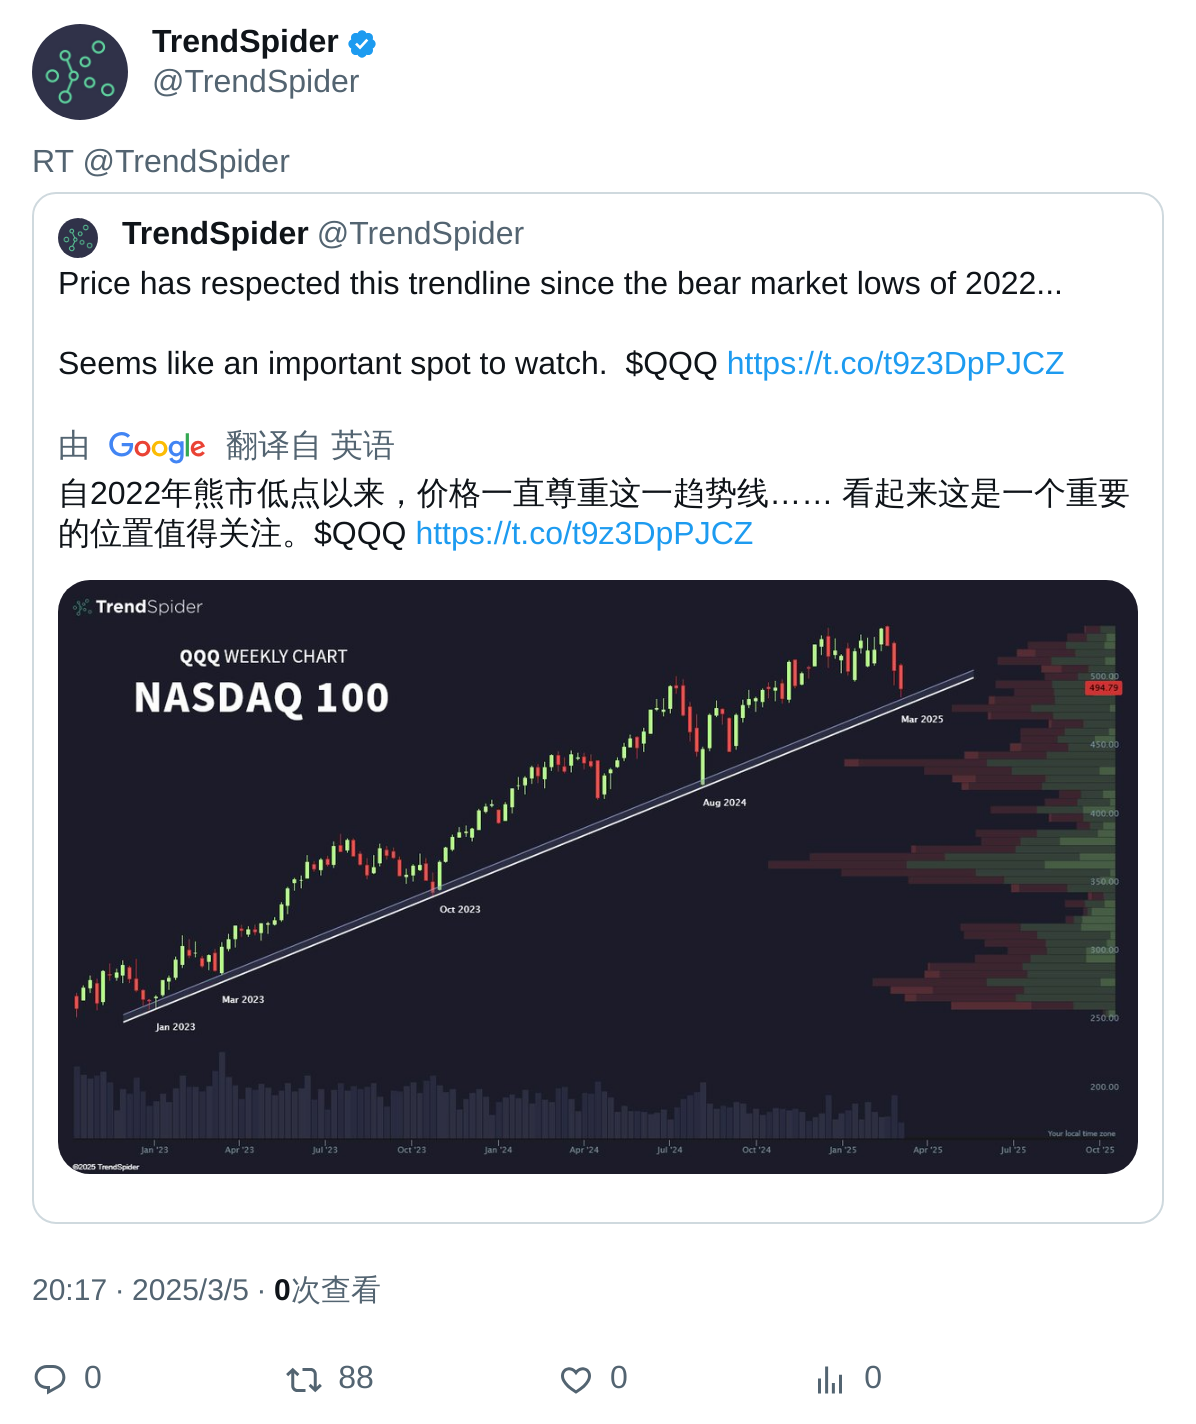 TrendSpider
@TrendSpider
RT @TrendSpider
TrendSpider @TrendSpider
Price has respected this trendline since the bear market lows of 2022...
Seems like an important spot to watch.  $QQQ https://t.co/t9z3DpPJCZ
由 Google 翻译自 英语
自2022年熊市低点以来，价格一直尊重这一趋势线…… 看起来这是一个重要
的位置值得关注。$QQQ https://t.co/t9z3DpPJCZ
TrendSpider
QQQ WEEKLY CHART
NASDAQ 100
500.00
494.79
Mar 2025
450.00
Aug 2024
400.00
350.00
Oct 2023
300.00
Mar 2023
250.00
Jan 2023
200.00
Your local time zone
Jan '23 Apr '23 Jul '23 Oct '23 Jan '24 Apr '24 Jul '24 Oct '24 Jan '25 Apr '25 Jul '25 Oct '25
©2025 TrendSpider
20:17 · 2025/3/5 · 0次查看
0 88 0 0